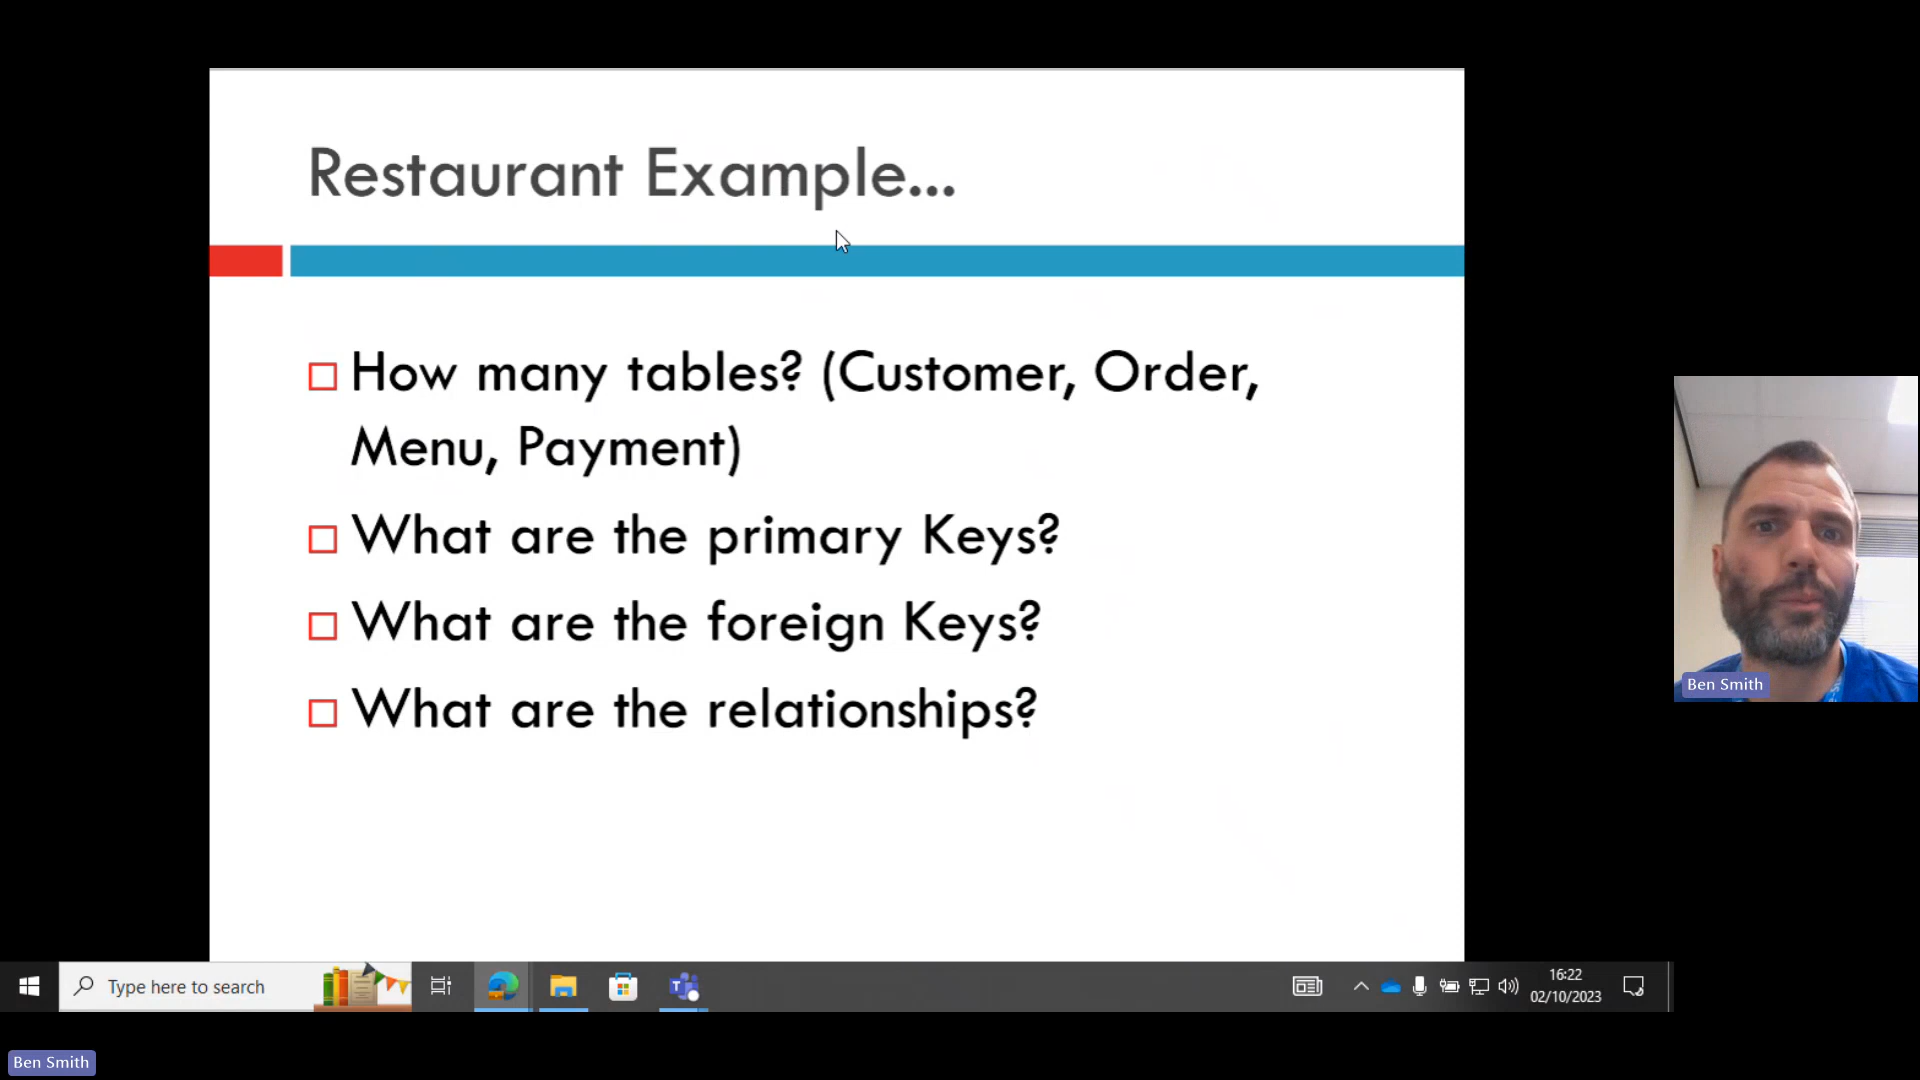 Restaurant Example...
How many tables? (Customer, Order,
Menu, Payment)
What are the primary Keys?
What are the foreign Keys?
What are the relationships?
Ben Smith
Type here to search
16:22
02/10/2023
Ben Smith